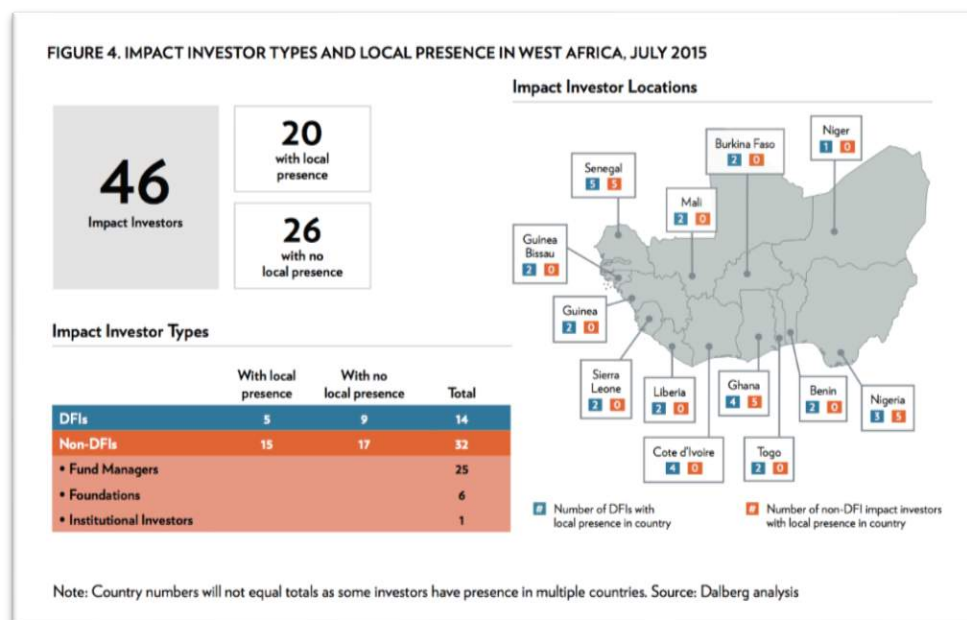 FIGURE 4. IMPACT INVESTOR TYPES AND LOCAL PRESENCE IN WEST AFRICA, JULY 2015
46
Impact Investors
20
with local
presence
26
with no
local presence
Impact Investor Types
With local
presence
With no
local presence
Total
DFIs 5 9 14
Non-DFIs 15 17 32
• Fund Managers 25
• Foundations 6
• Institutional Investors 1
Impact Investor Locations
Niger
1 0
Burkina Faso
2 0
Senegal
5 5
Mali
2 0
Guinea
Bissau
2 0
Guinea
2 0
Sierra
Leone
2 0
Liberia
2 0
Ghana
4 5
Benin
2 0
Nigeria
3 5
Cote d'Ivoire
4 0
Togo
2 0
# Number of DFIs with
local presence in country
# Number of non-DFI impact investors
with local presence in country
Note: Country numbers will not equal totals as some investors have presence in multiple countries. Source: Dalberg analysis